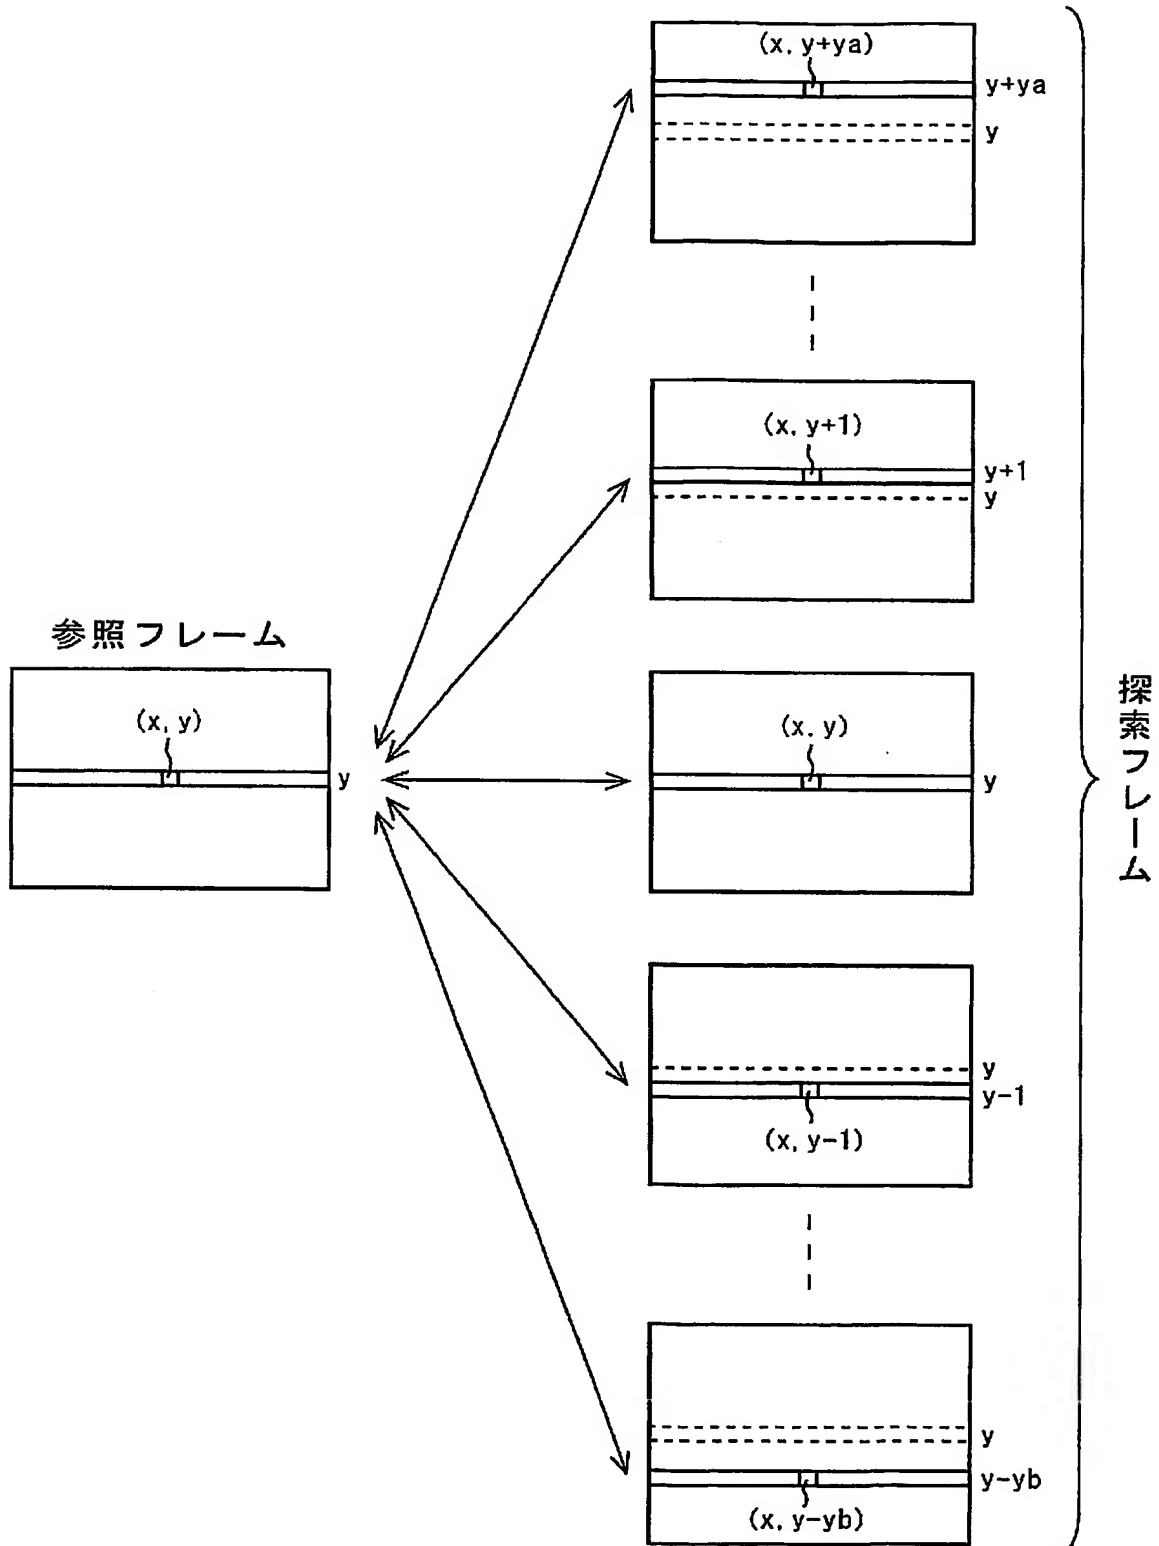 (x, y+ya)
y+ya
y
(x, y+1)
y+1
y
参照フレーム
(x, y)
y
(x, y)
y
探索フレーム
y
y-1
(x, y-1)
y
y-yb
(x, y-yb)